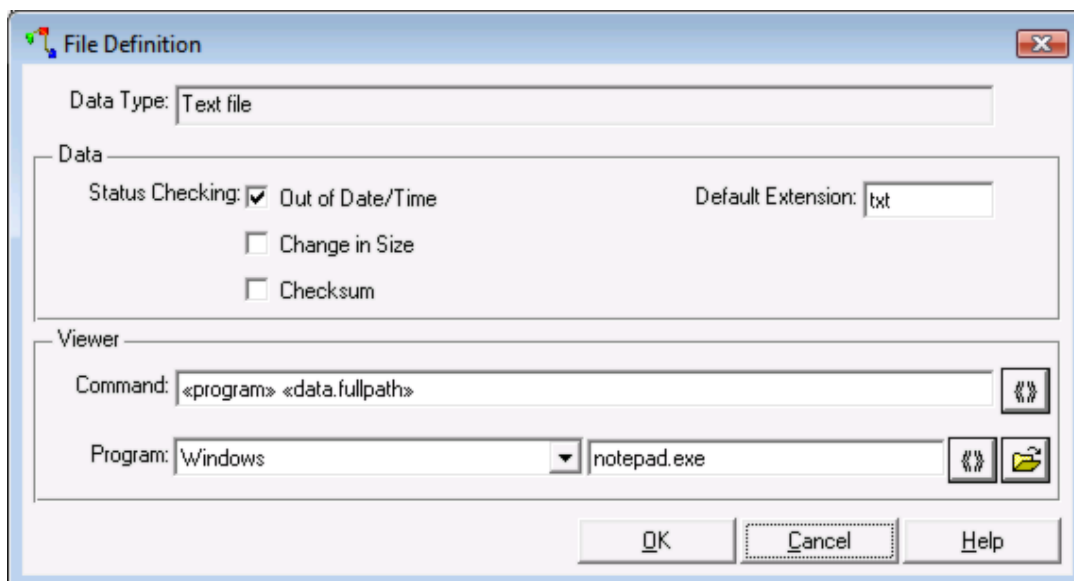 File Definition
Data Type: Text file
Data
Status Checking: Out of Date/Time Default Extension: txt
Change in Size
Checksum
Viewer
Command: «program» «data.fullpath» «»
Program: Windows notepad.exe «»
OK Cancel Help